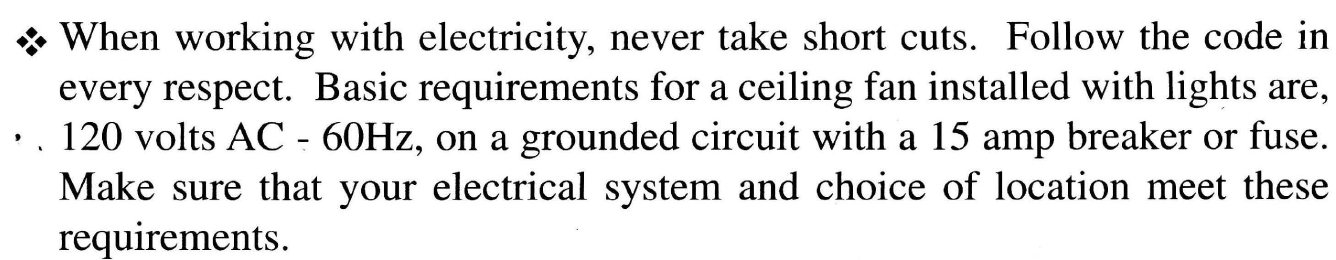 ❖ When working with electricity, never take short cuts. Follow the code in
every respect. Basic requirements for a ceiling fan installed with lights are,
120 volts AC - 60Hz, on a grounded circuit with a 15 amp breaker or fuse.
Make sure that your electrical system and choice of location meet these
requirements.